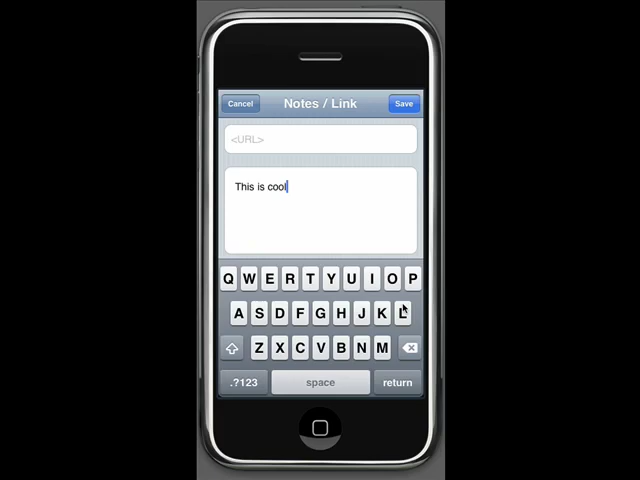 Cancel Notes / Link Save
<URL>
This is cool
Q W E R T Y U I O P
A S D F G H J K L
Z X C V B N M
.?123 space return